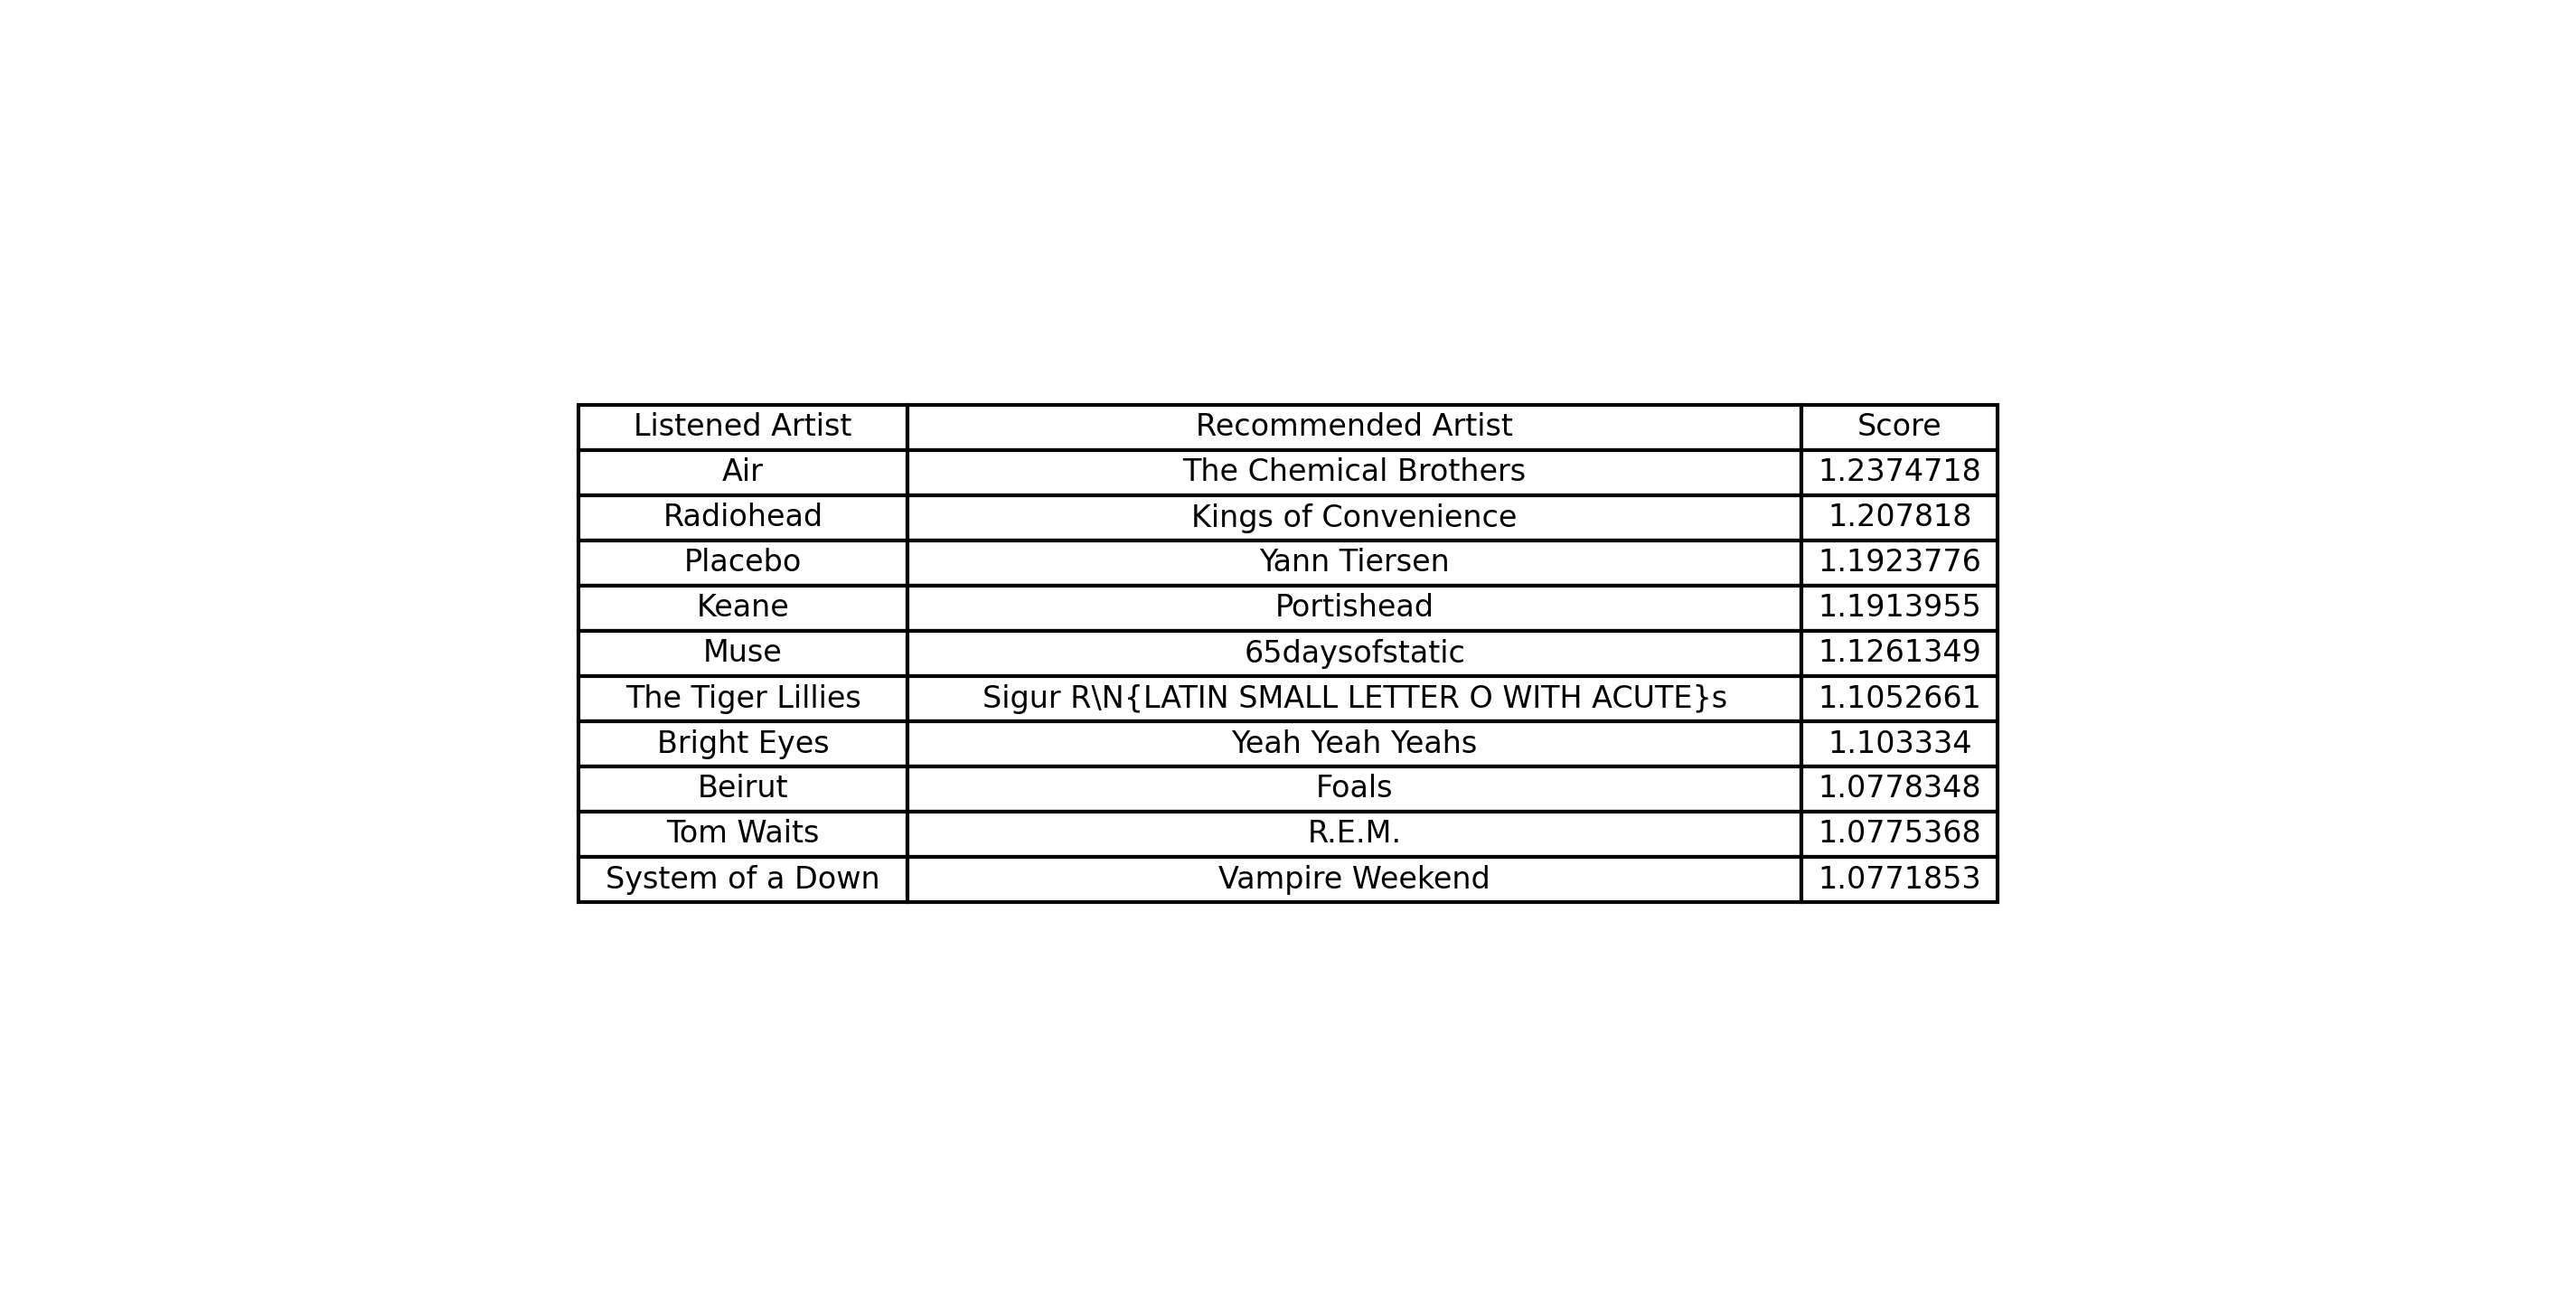 Listened Artist Recommended Artist Score
Air The Chemical Brothers 1.2374718
Radiohead Kings of Convenience 1.207818
Placebo Yann Tiersen 1.1923776
Keane Portishead 1.1913955
Muse 65daysofstatic 1.1261349
The Tiger Lillies Sigur R\N{LATIN SMALL LETTER O WITH ACUTE}s 1.1052661
Bright Eyes Yeah Yeah Yeahs 1.103334
Beirut Foals 1.0778348
Tom Waits R.E.M. 1.0775368
System of a Down Vampire Weekend 1.0771853